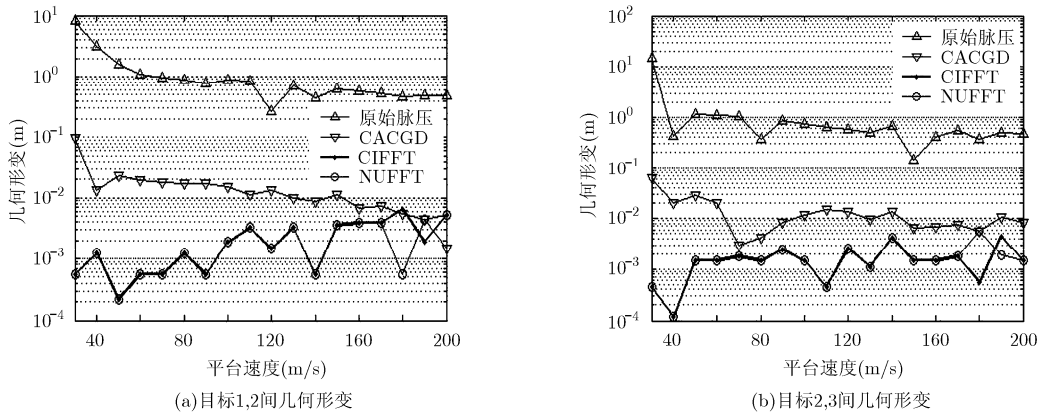 10^1
10^0
10^-1
10^-2
10^-3
10^-4
几何形变(m)
原始脉压
CACGD
CIFFT
NUFFT
40 80 120 160 200
平台速度(m/s)
(a)目标1,2间几何形变
10^2
10^1
10^0
10^-1
10^-2
10^-3
10^-4
几何形变(m)
原始脉压
CACGD
CIFFT
NUFFT
40 80 120 160 200
平台速度(m/s)
(b)目标2,3间几何形变